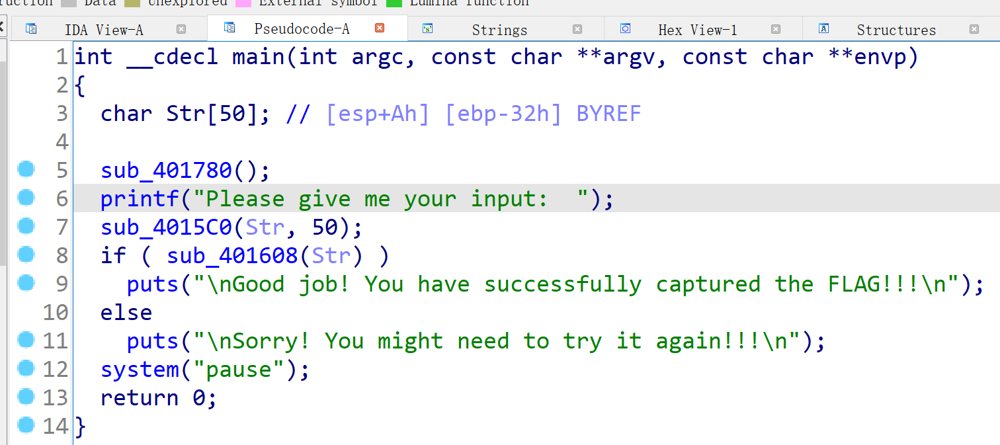 ruction Data Unexplored External symbol Lumina function
IDA View-A Pseudocode-A Strings Hex View-1 Structures
1 int __cdecl main(int argc, const char **argv, const char **envp)
2 {
3 char Str[50]; // [esp+Ah] [ebp-32h] BYREF
4
5 sub_401780();
6 printf("Please give me your input:  ");
7 sub_4015C0(Str, 50);
8 if ( sub_401608(Str) )
9 puts("\nGood job! You have successfully captured the FLAG!!!\n");
10 else
11 puts("\nSorry! You might need to try it again!!!\n");
12 system("pause");
13 return 0;
14 }